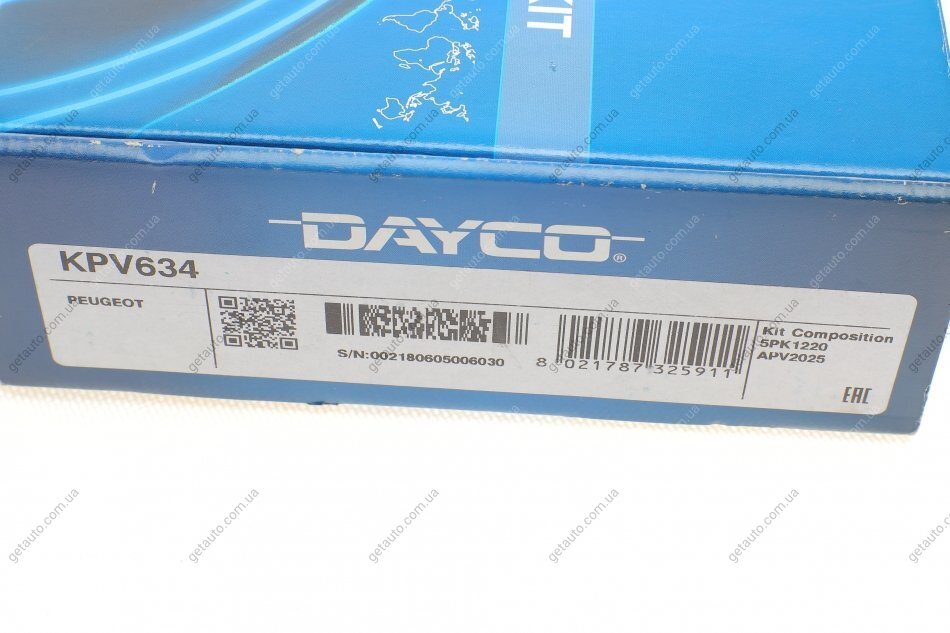 KIT
DAYCO®
KPV634
PEUGEOT
S/N:002180605006030
8 021787 325911
Kit Composition
5PK1220
APV2025
EAC
getauto.com.ua